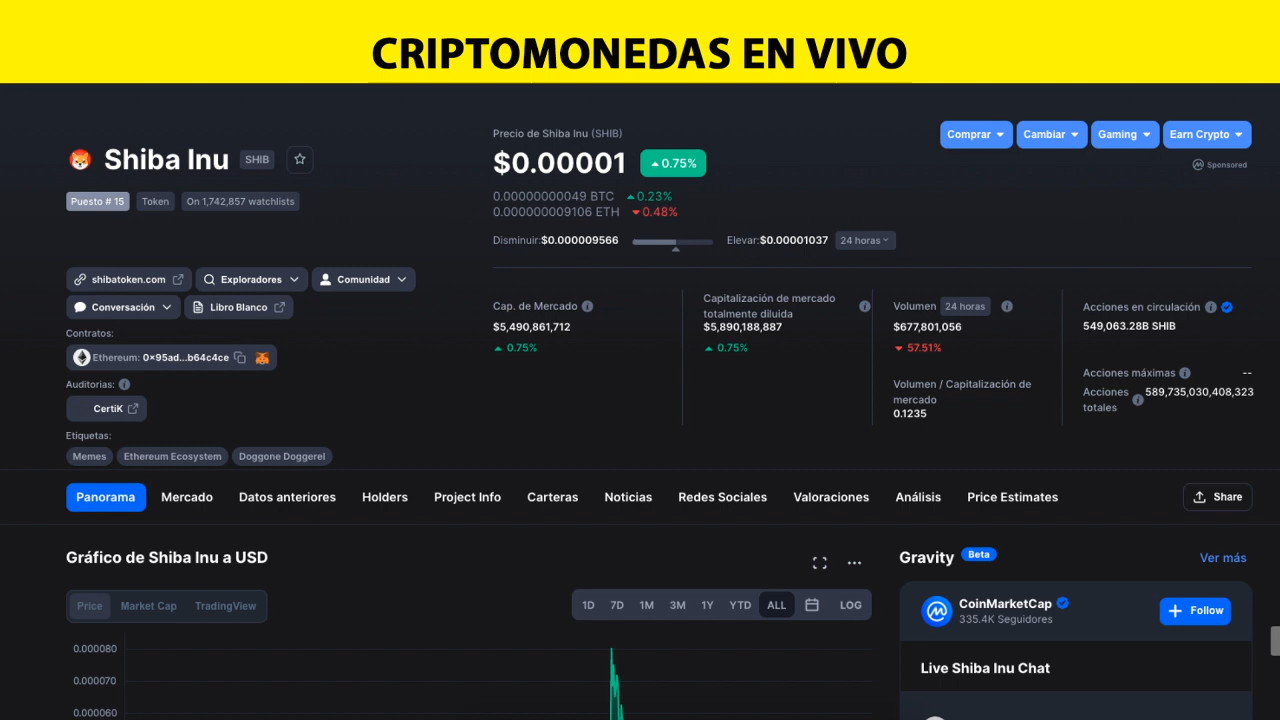 CRIPTOMONEDAS EN VIVO
Shiba Inu SHIB
Puesto # 15 Token On 1,742,857 watchlists
shibatoken.com Exploradores Comunidad
Conversación Libro Blanco
Contratos:
Ethereum: 0x95ad...b64c4ce
Auditorias:
CertiK
Etiquetas:
Memes Ethereum Ecosystem Doggone Doggerel
Precio de Shiba Inu (SHIB)
$0.00001 0.75%
0.00000000049 BTC 0.23%
0.000000009106 ETH 0.48%
Disminuir:$0.000009566 Elevar:$0.00001037 24 horas
Comprar Cambiar Gaming Earn Crypto
Sponsored
Cap. de Mercado
$5,490,861,712
0.75%
Capitalización de mercado
totalmente diluida
$5,890,188,887
0.75%
Volumen 24 horas
$677,801,056
57.51%
Volumen / Capitalización de
mercado
0.1235
Acciones en circulación
549,063.28B SHIB
Acciones máximas --
Acciones
totales
589,735,030,408,323
Panorama Mercado Datos anteriores Holders Project Info Carteras Noticias Redes Sociales Valoraciones Análisis Price Estimates Share
Gráfico de Shiba Inu a USD
Price Market Cap TradingView
1D 7D 1M 3M 1Y YTD ALL LOG
0.000080
0.000070
0.000060
Gravity Beta Ver más
CoinMarketCap
335.4K Seguidores
Follow
Live Shiba Inu Chat